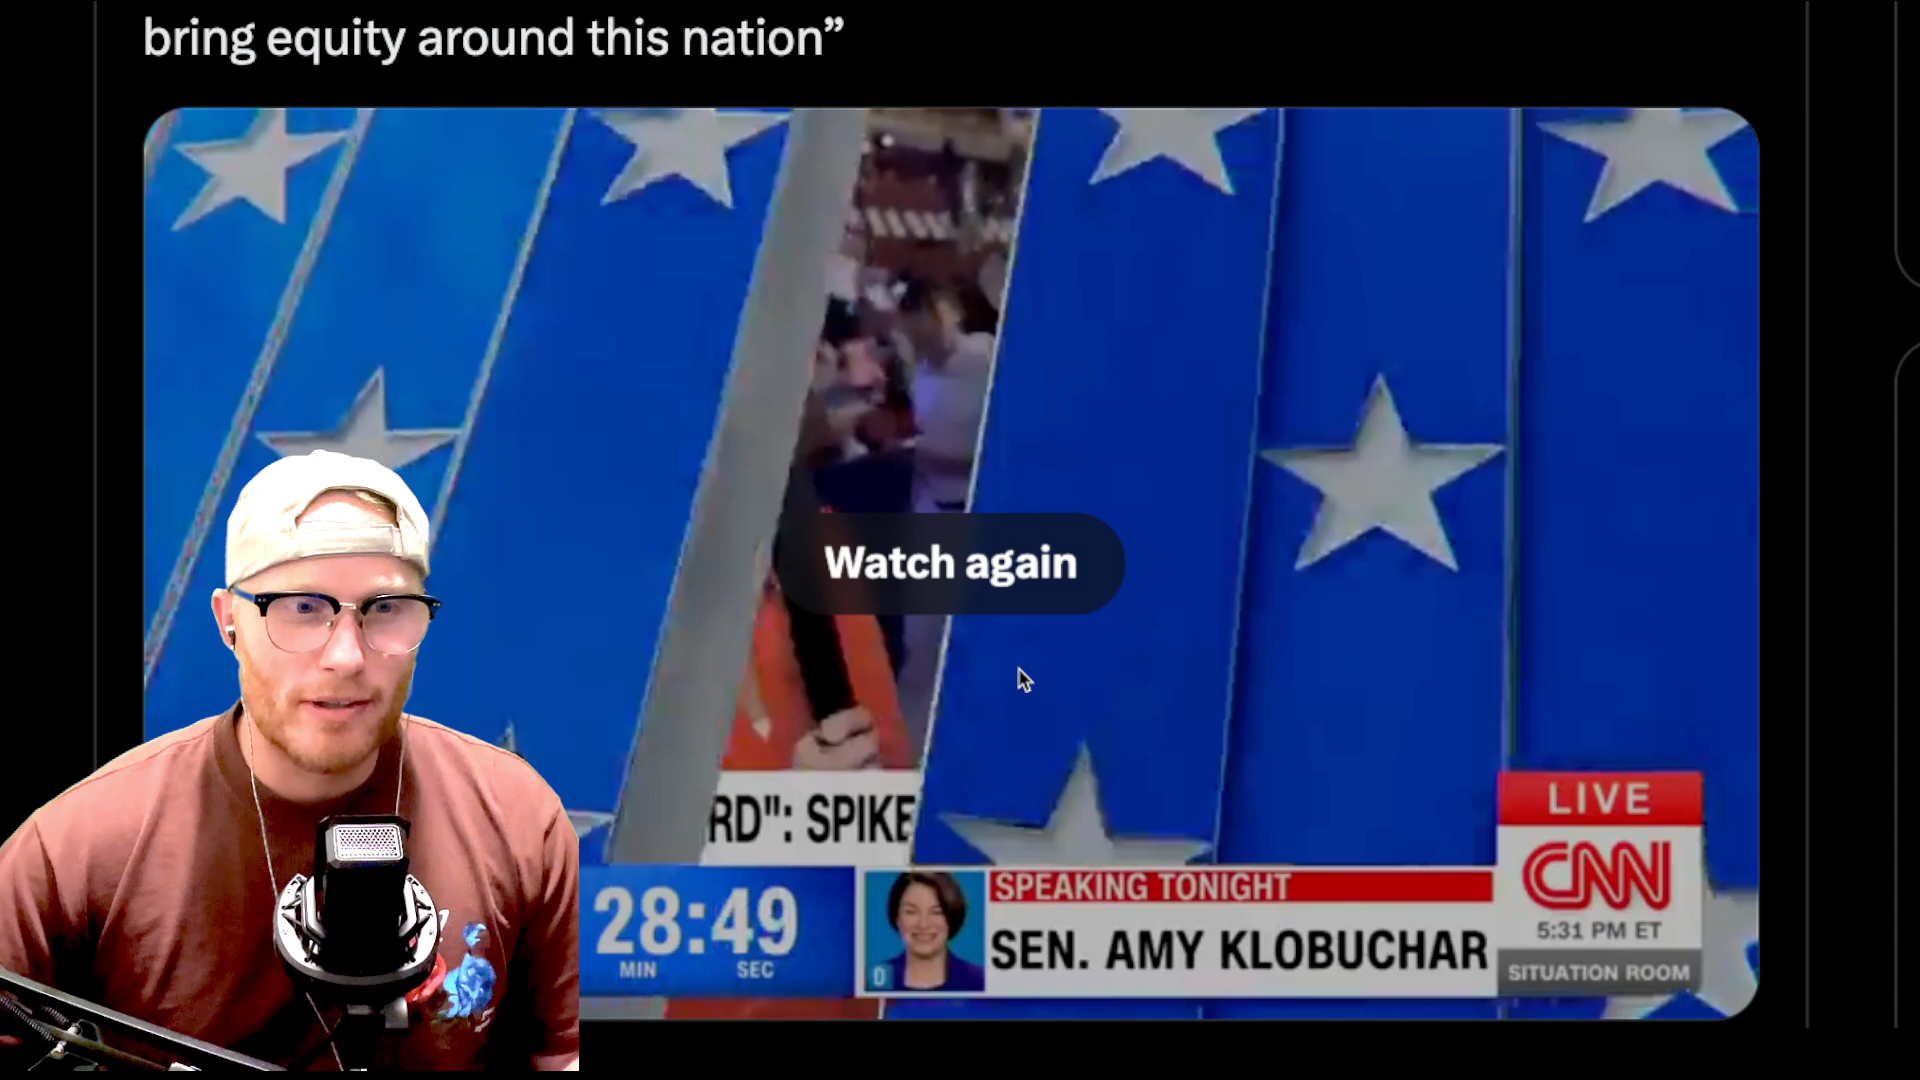 bring equity around this nation”
Watch again
RD": SPIKE
28:49
MIN SEC
SPEAKING TONIGHT
SEN. AMY KLOBUCHAR
D
LIVE
CNN
5:31 PM ET
SITUATION ROOM